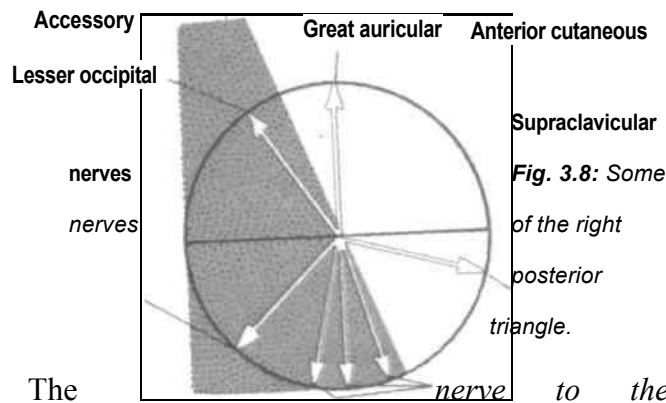 Accessory
Great auricular Anterior cutaneous
Lesser occipital
Supraclavicular
nerves Fig. 3.8: Some
nerves of the right
posterior
triangle.
The nerve to the